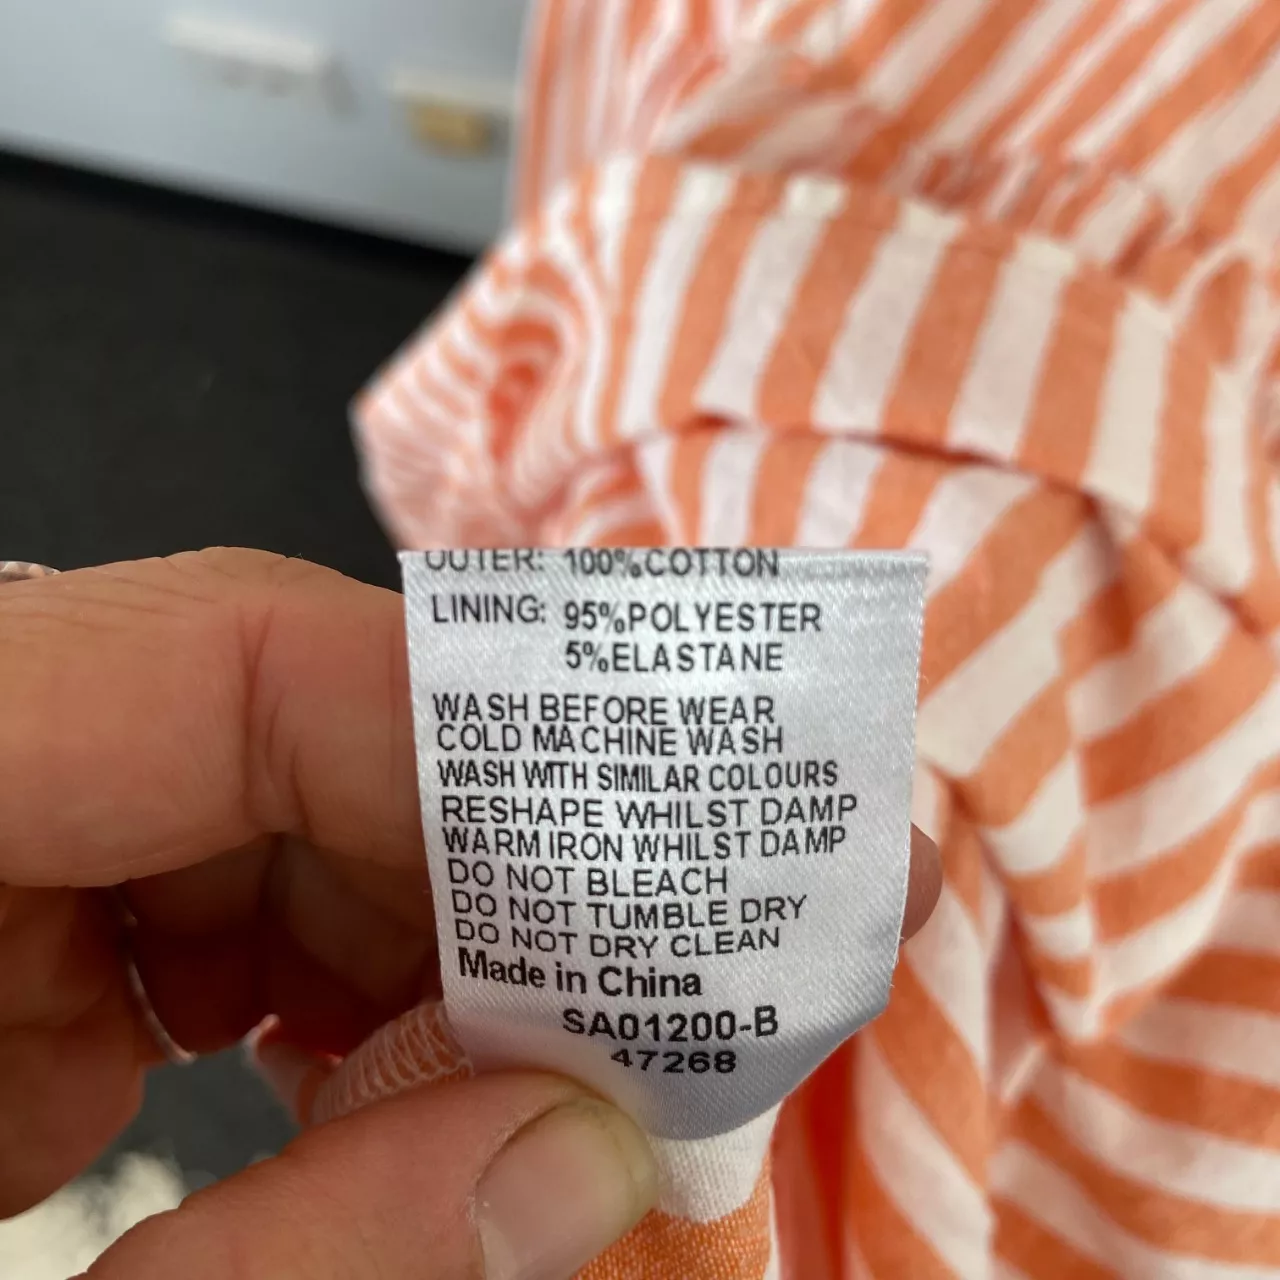 OUTER: 100%COTTON
LINING: 95%POLYESTER
5%ELASTANE
WASH BEFORE WEAR
COLD MACHINE WASH
WASH WITH SIMILAR COLOURS
RESHAPE WHILST DAMP
WARM IRON WHILST DAMP
DO NOT BLEACH
DO NOT TUMBLE DRY
DO NOT DRY CLEAN
Made in China
SA01200-B
47268